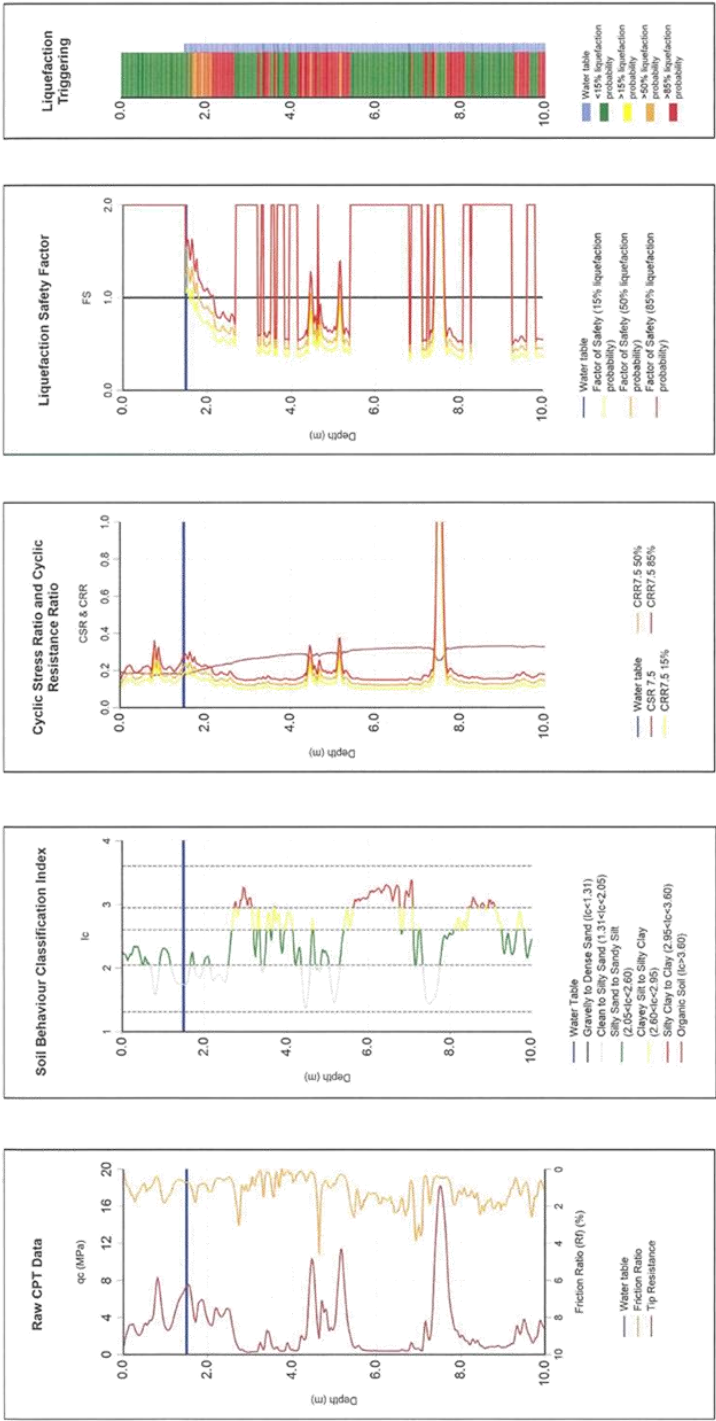 Raw CPT Data
qc (MPa)
0 4 8 12 16 20
0.0
2.0
4.0
6.0
8.0
10.0
Depth (m)
10 8 6 4 2 0
Friction Ratio (Rf) (%)
Water table
Friction Ratio
Tip Resistance
Soil Behaviour Classification Index
Ic
1 2 3 4
0.0
2.0
4.0
6.0
8.0
10.0
Depth (m)
Water Table
Gravelly to Dense Sand (Ic<1.31)
Clean to Silty Sand (1.31<Ic<2.05)
Silty Sand to Sandy Silt
(2.05<Ic<2.60)
Clayey Silt to Silty Clay
(2.60<Ic<2.95)
Silty Clay to Clay (2.95<Ic<3.60)
Organic Soil (Ic>3.60)
Cyclic Stress Ratio and Cyclic
Resistance Ratio
CSR & CRR
0.0 0.2 0.4 0.6 0.8 1.0
0.0
2.0
4.0
6.0
8.0
10.0
Depth (m)
Water table
CSR 7.5
CRR7.5 15%
CRR7.5 50%
CRR7.5 85%
Liquefaction Safety Factor
FS
0.0 1.0 2.0
0.0
2.0
4.0
6.0
8.0
10.0
Depth (m)
Water table
Factor of Safety (15% liquefaction
probability)
Factor of Safety (50% liquefaction
probability)
Factor of Safety (85% liquefaction
probability)
Liquefaction
Triggering
0.0
2.0
4.0
6.0
8.0
10.0
Water table
<15% liquefaction
probability
>15% liquefaction
probability
>50% liquefaction
probability
>85% liquefaction
probability